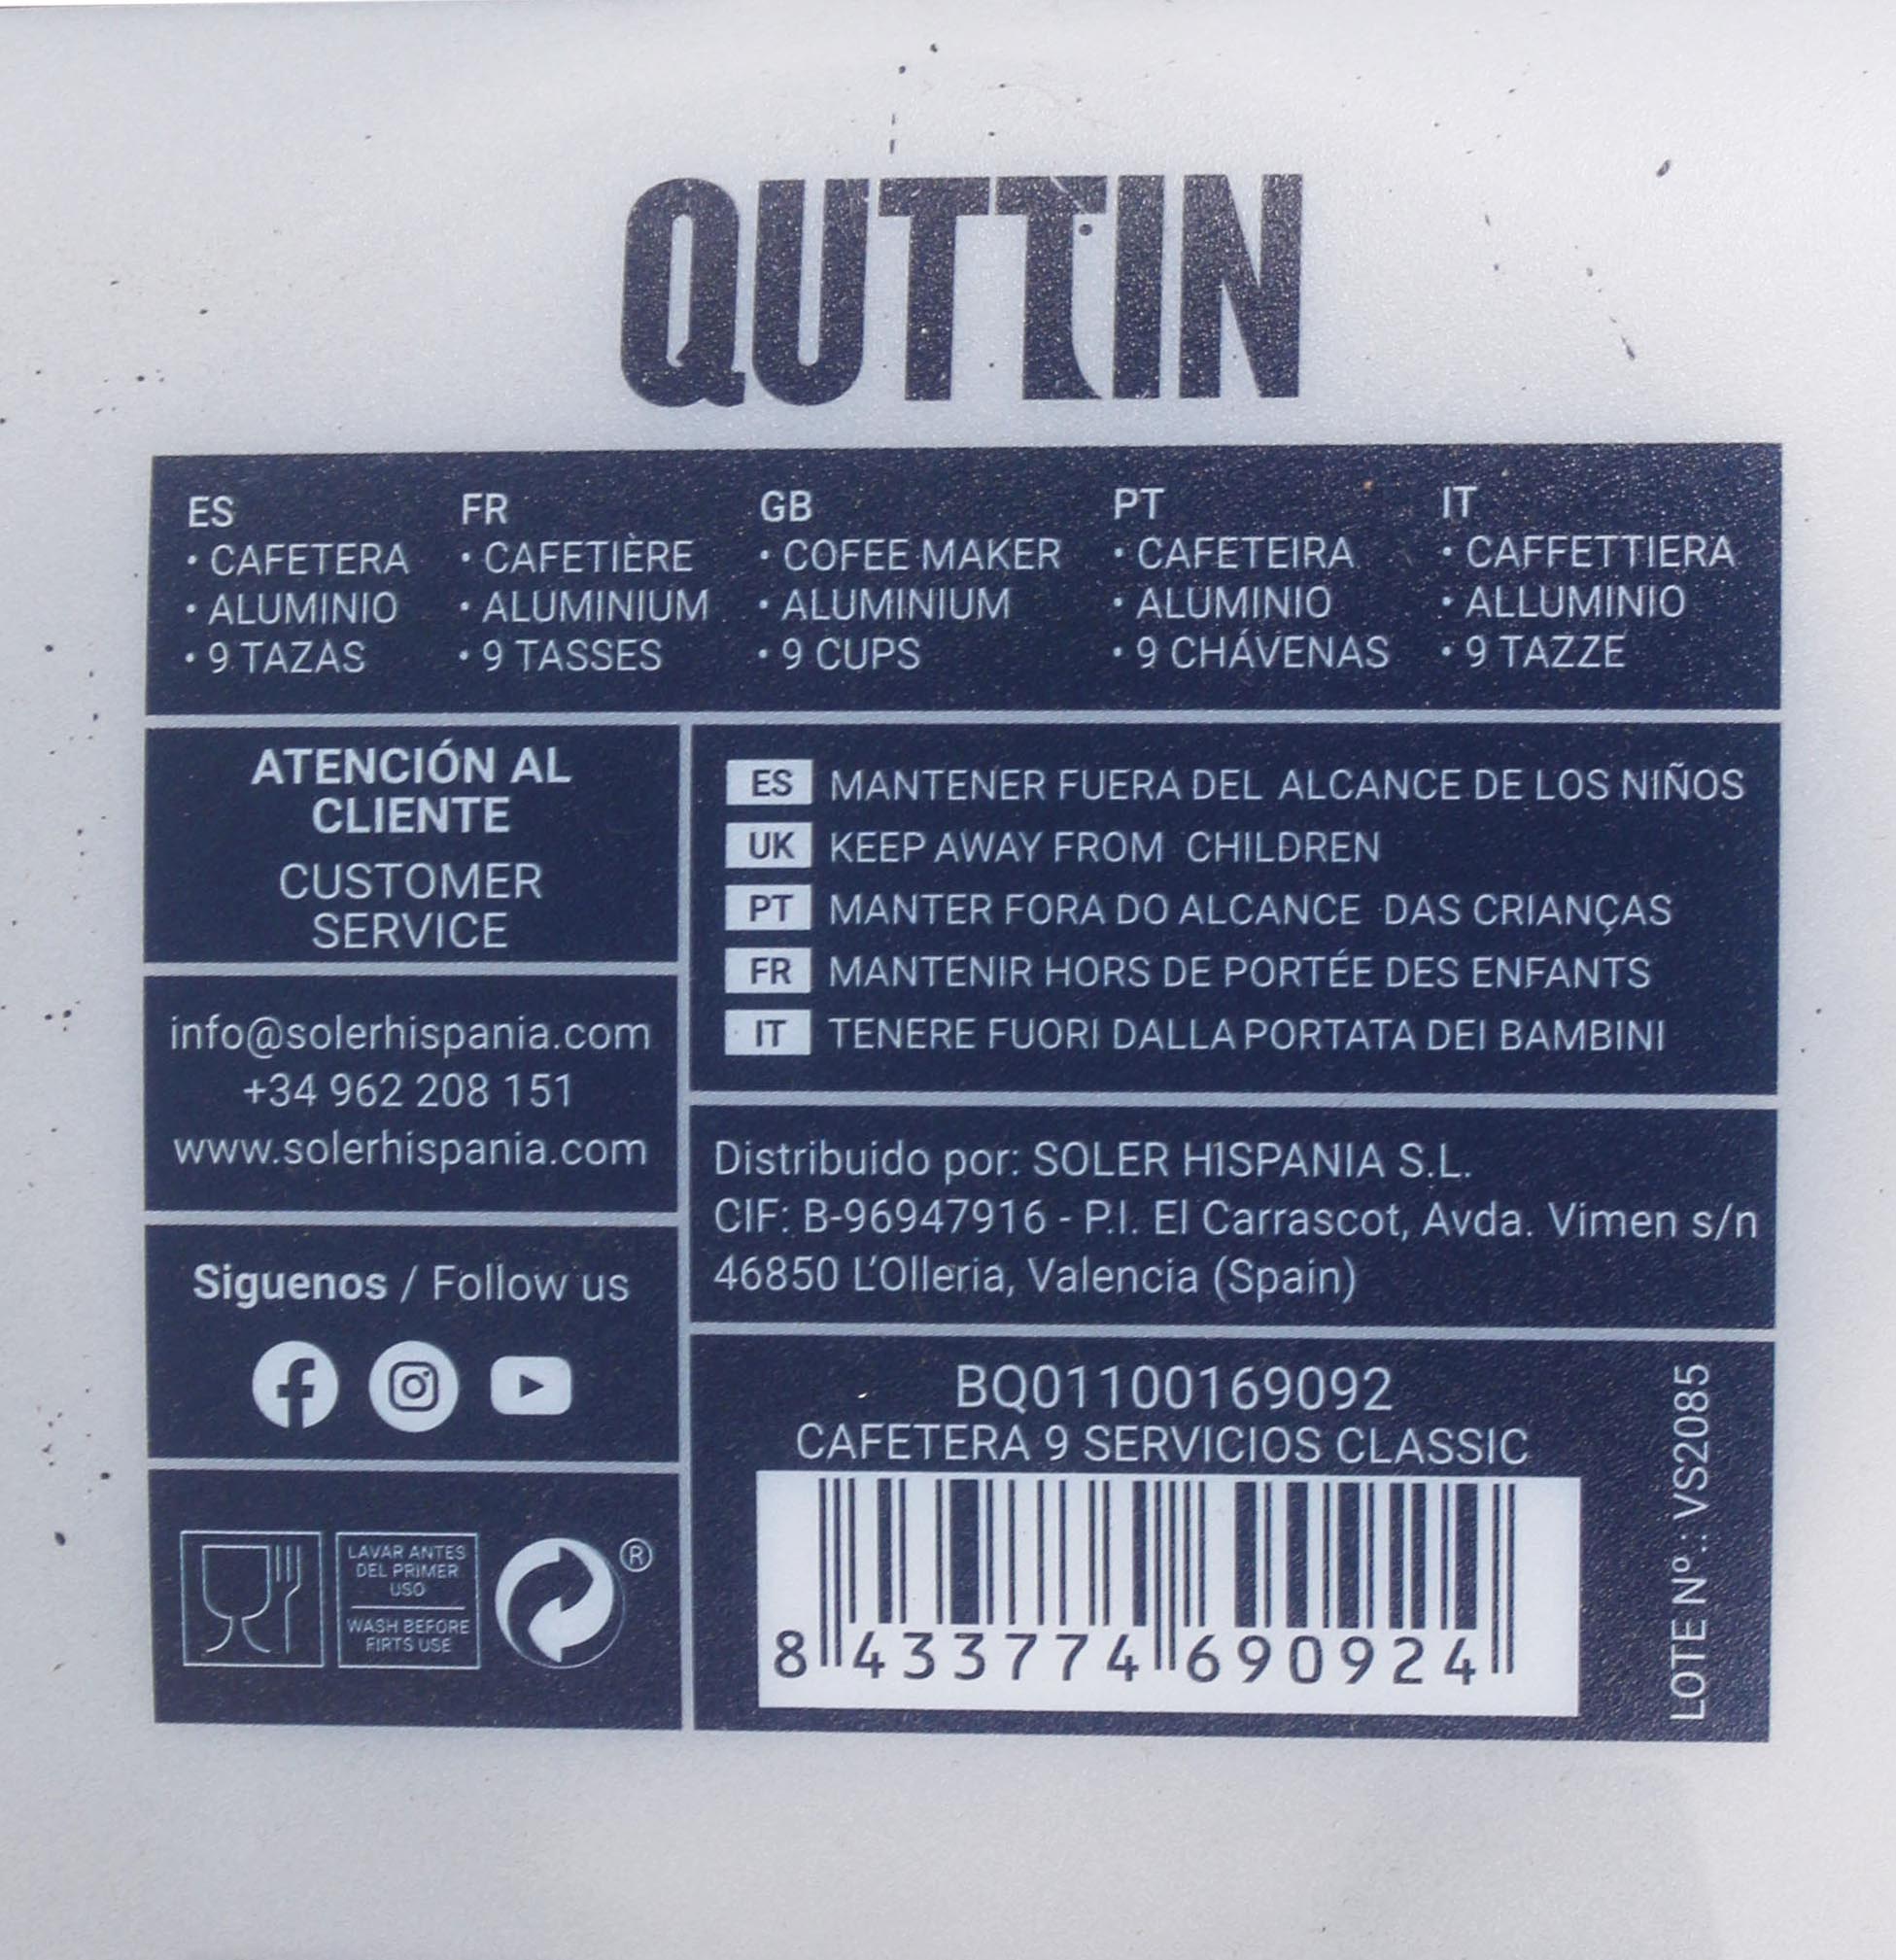 QUTTIN
ES
• CAFETERA
• ALUMINIO
• 9 TAZAS
FR
• CAFETIÈRE
• ALUMINIUM
• 9 TASSES
GB
• COFEE MAKER
• ALUMINIUM
• 9 CUPS
PT
• CAFETEIRA
• ALUMINIO
• 9 CHÁVENAS
IT
• CAFFETTIERA
• ALLUMINIO
• 9 TAZZE
ATENCIÓN AL
CLIENTE
CUSTOMER
SERVICE
info@solerhispania.com
+34 962 208 151
www.solerhispania.com
Siguenos / Follow us
LAVAR ANTES
DEL PRIMER
USO
WASH BEFORE
FIRTS USE
®
ES MANTENER FUERA DEL ALCANCE DE LOS NIÑOS
UK KEEP AWAY FROM CHILDREN
PT MANTER FORA DO ALCANCE DAS CRIANÇAS
FR MANTENIR HORS DE PORTÉE DES ENFANTS
IT TENERE FUORI DALLA PORTATA DEI BAMBINI
Distribuido por: SOLER HISPANIA S.L.
CIF: B-96947916 - P.I. El Carrascot, Avda. Vimen s/n
46850 L'Olleria, Valencia (Spain)
BQ01100169092
CAFETERA 9 SERVICIOS CLASSIC
8 433774 690924
LOTE Nº.: VS2085